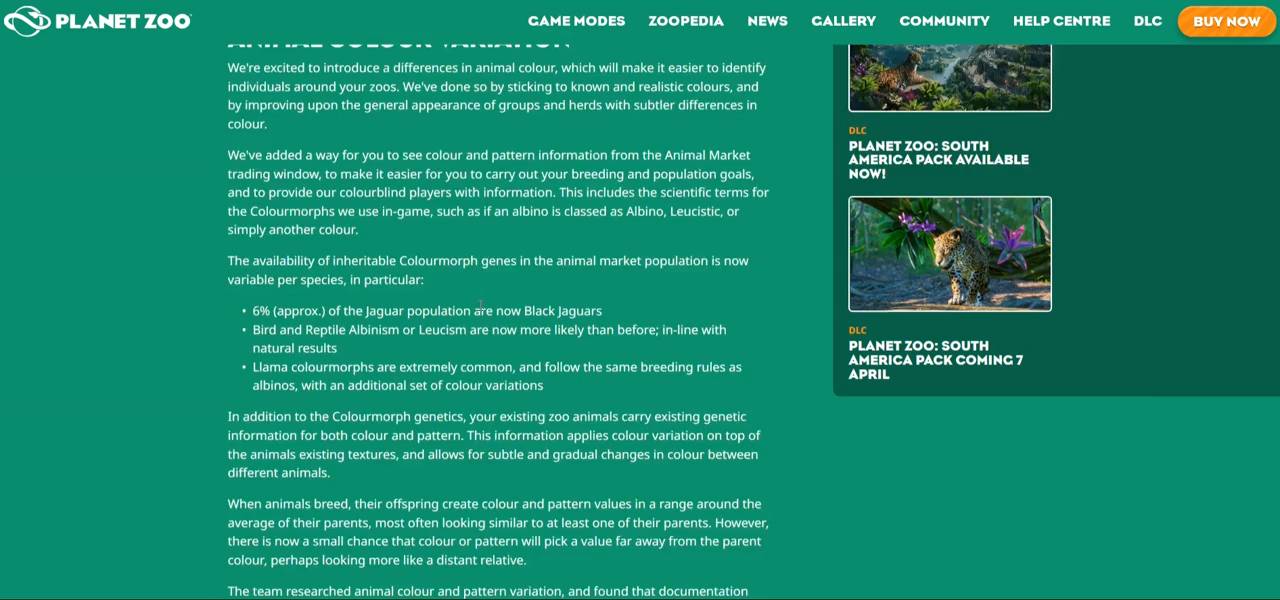 PLANET ZOO
GAME MODES ZOOPEDIA NEWS GALLERY COMMUNITY HELP CENTRE DLC BUY NOW
ANIMAL COLOUR VARIATION
We're excited to introduce a differences in animal colour, which will make it easier to identify
individuals around your zoos. We've done so by sticking to known and realistic colours, and
by improving upon the general appearance of groups and herds with subtler differences in
colour.
We've added a way for you to see colour and pattern information from the Animal Market
trading window, to make it easier for you to carry out your breeding and population goals,
and to provide our colourblind players with information. This includes the scientific terms for
the Colourmorphs we use in-game, such as if an albino is classed as Albino, Leucistic, or
simply another colour.
The availability of inheritable Colourmorph genes in the animal market population is now
variable per species, in particular:
• 6% (approx.) of the Jaguar population are now Black Jaguars
• Bird and Reptile Albinism or Leucism are now more likely than before; in-line with
natural results
• Llama colourmorphs are extremely common, and follow the same breeding rules as
albinos, with an additional set of colour variations
In addition to the Colourmorph genetics, your existing zoo animals carry existing genetic
information for both colour and pattern. This information applies colour variation on top of
the animals existing textures, and allows for subtle and gradual changes in colour between
different animals.
When animals breed, their offspring create colour and pattern values in a range around the
average of their parents, most often looking similar to at least one of their parents. However,
there is now a small chance that colour or pattern will pick a value far away from the parent
colour, perhaps looking more like a distant relative.
The team researched animal colour and pattern variation, and found that documentation
DLC
PLANET ZOO: SOUTH
AMERICA PACK AVAILABLE
NOW!
DLC
PLANET ZOO: SOUTH
AMERICA PACK COMING 7
APRIL